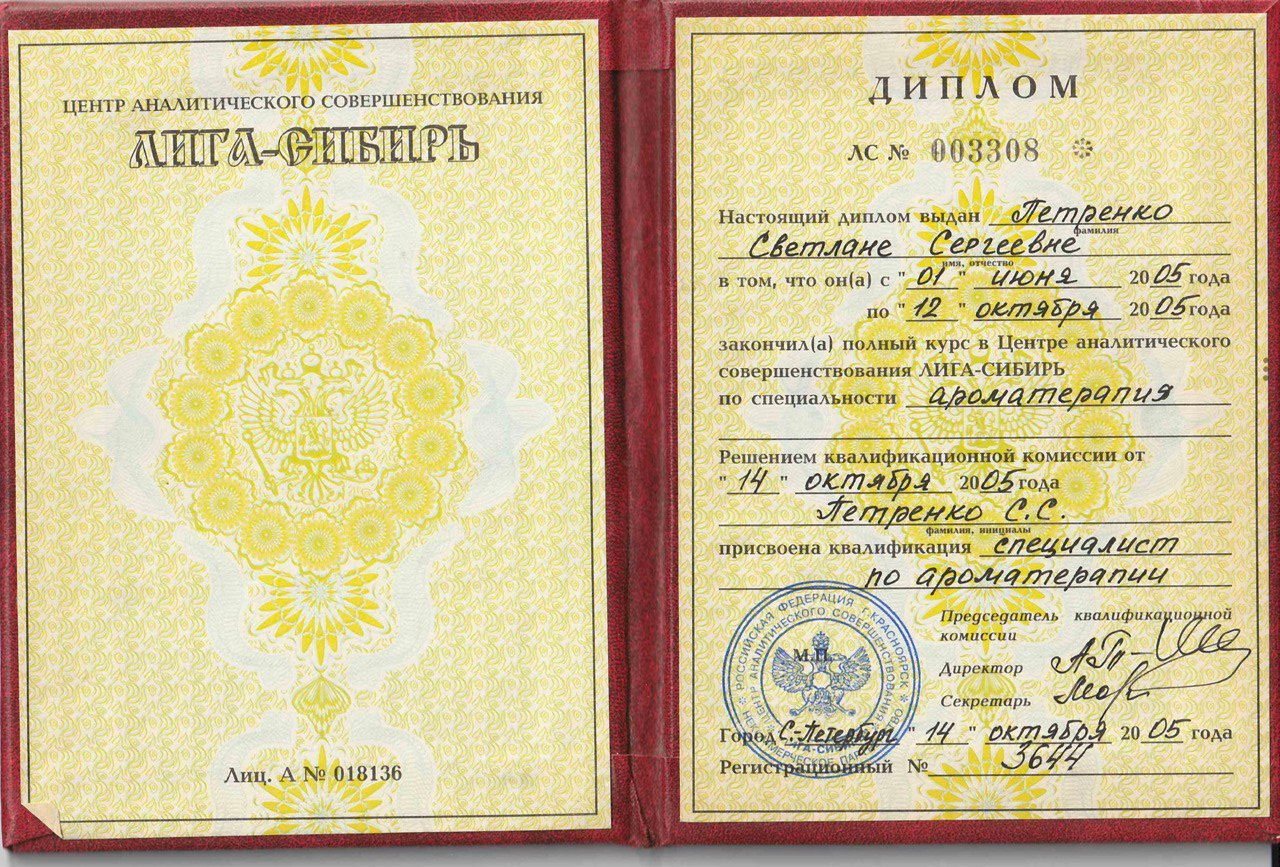 ЦЕНТР АНАЛИТИЧЕСКОГО СОВЕРШЕНСТВОВАНИЯ
ЛИГА-СИБИРЬ
Лиц. А № 018136
ДИПЛОМ
ЛС № 003308
Настоящий диплом выдан Петренко
фамилия
Светлане Сергеевне
имя, отчество
в том, что он(а) с "01" июня 2005 года
по "12" октября 2005 года
закончил(а) полный курс в Центре аналитического
совершенствования ЛИГА-СИБИРЬ
по специальности ароматерапия
Решением квалификационной комиссии от
"14" октября 2005 года
Петренко С.С.
фамилия, инициалы
присвоена квалификация специалист
по ароматерапии
Председатель квалификационной
комиссии
Директор
Секретарь
М.П.
РОССИЙСКАЯ ФЕДЕРАЦИЯ г. КРАСНОЯРСК
НЕКОММЕРЧЕСКОЕ ПАРТНЕРСТВО
ЦЕНТР АНАЛИТИЧЕСКОГО СОВЕРШЕНСТВОВАНИЯ
ЛИГА-СИБИРЬ
Город С.-Петербург "14" октября 2005 года
Регистрационный № 3644